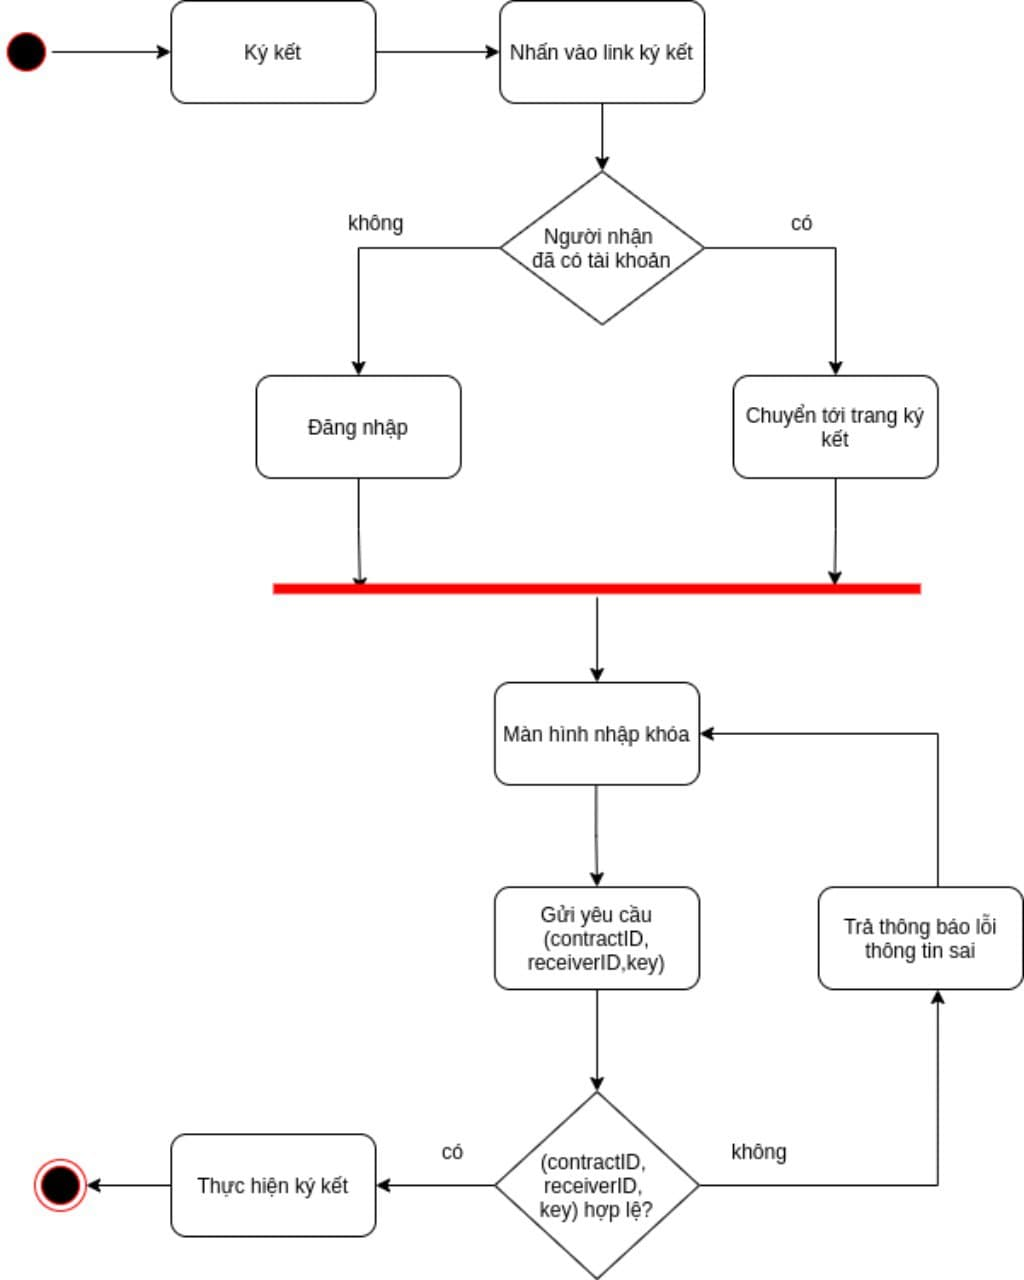 Ký kết
Nhấn vào link ký kết
không
có
Người nhận
đã có tài khoản
Đăng nhập
Chuyển tới trang ký
kết
Màn hình nhập khóa
Gửi yêu cầu
(contractID,
receiverID,key)
Trả thông báo lỗi
thông tin sai
có
không
(contractID,
receiverID,
key) hợp lệ?
Thực hiện ký kết